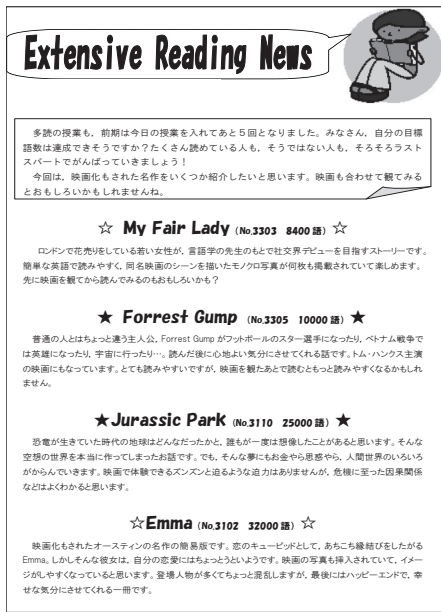 Extensive Reading News
多読の授業も，前期は今日の授業を入れてあと５回となりました。みなさん，自分の目標
語数は達成できそうですか？たくさん読めている人も，そうではない人も，そろそろラスト
スパートでがんばっていきましょう！
今回は，映画化もされた名作をいくつか紹介したいと思います。映画も合わせて観てみる
とおもしろいかもしれませんね。
☆ My Fair Lady (No.3303 8400 語) ☆
ロンドンで花売りをしている若い女性が，言語学の先生のもとで社交界デビューを目指すストーリーです。
簡単な英語で読みやすく，同名映画のシーンを描いたモノクロ写真が何枚も掲載されていて楽しめます。
先に映画を観てから読んでみるのもおもしろいかも？
★ Forrest Gump (No.3305 10000 語) ★
普通の人とはちょっと違う主人公，Forrest Gump がフットボールのスター選手になったり，ベトナム戦争で
は英雄になったり，宇宙に行ったり…。読んだ後に心地よい気分にさせてくれる話です。トム・ハンクス主演
の映画にもなっています。とても読みやすいですが，映画を観たあとで読むともっと読みやすくなるかもしれ
ません。
★Jurassic Park (No.3110 25000 語) ★
恐竜が生きていた時代の地球はどんなだったかと，誰もが一度は想像したことがあると思います。そんな
空想の世界を本当に作ってしまったお話です。でも，そんな夢にもお金やら思惑やら，人間世界のいろいろ
がからんでいきます。映画で体験できるズンズンと迫るような迫力はありませんが，危機に至った因果関係
などはよくわかると思います。
☆Emma (No.3102 32000 語) ☆
映画化もされたオースティンの名作の簡易版です。恋のキューピッドとして，あちこち縁結びをしたがる
Emma。しかしそんな彼女は，自分の恋愛にはちょっとうといようです。映画の写真も挿入されていて，イメー
ジがしやすくなっていると思います。登場人物が多くてちょっと混乱しますが，最後にはハッピーエンドで，幸
せな気分にさせてくれる一冊です。